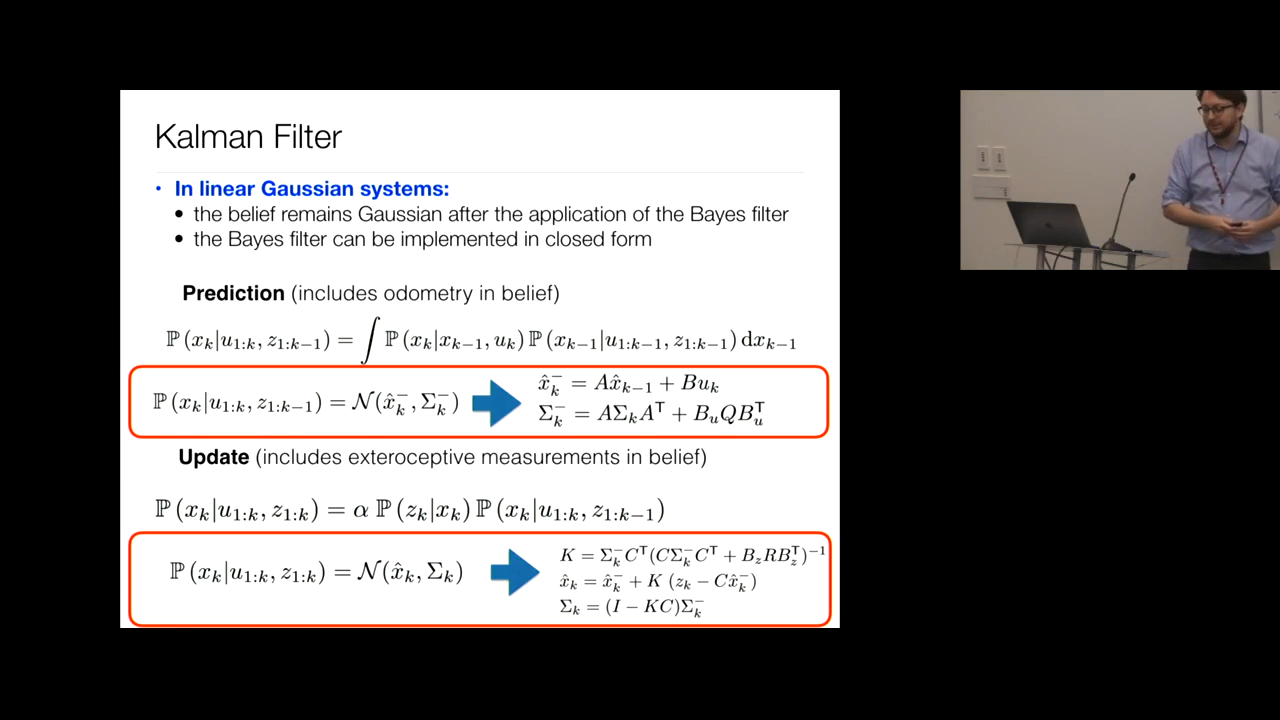 Kalman Filter
• In linear Gaussian systems:
• the belief remains Gaussian after the application of the Bayes filter
• the Bayes filter can be implemented in closed form
Prediction (includes odometry in belief)
ℙ(x_k|u_{1:k}, z_{1:k−1}) = ∫ ℙ(x_k|x_{k−1}, u_k) ℙ(x_{k−1}|u_{1:k−1}, z_{1:k−1}) dx_{k−1}
ℙ(x_k|u_{1:k}, z_{1:k−1}) = 𝒩(x̂_k^−, Σ_k^−)
x̂_k^− = Ax̂_{k−1} + Bu_k
Σ_k^− = AΣ_kA^T + B_uQB_u^T
Update (includes exteroceptive measurements in belief)
ℙ(x_k|u_{1:k}, z_{1:k}) = α ℙ(z_k|x_k) ℙ(x_k|u_{1:k}, z_{1:k−1})
ℙ(x_k|u_{1:k}, z_{1:k}) = 𝒩(x̂_k, Σ_k)
K = Σ_k^−C^T(CΣ_k^−C^T + B_zRB_z^T)^{−1}
x̂_k = x̂_k^− + K (z_k − Cx̂_k^−)
Σ_k = (I − KC)Σ_k^−